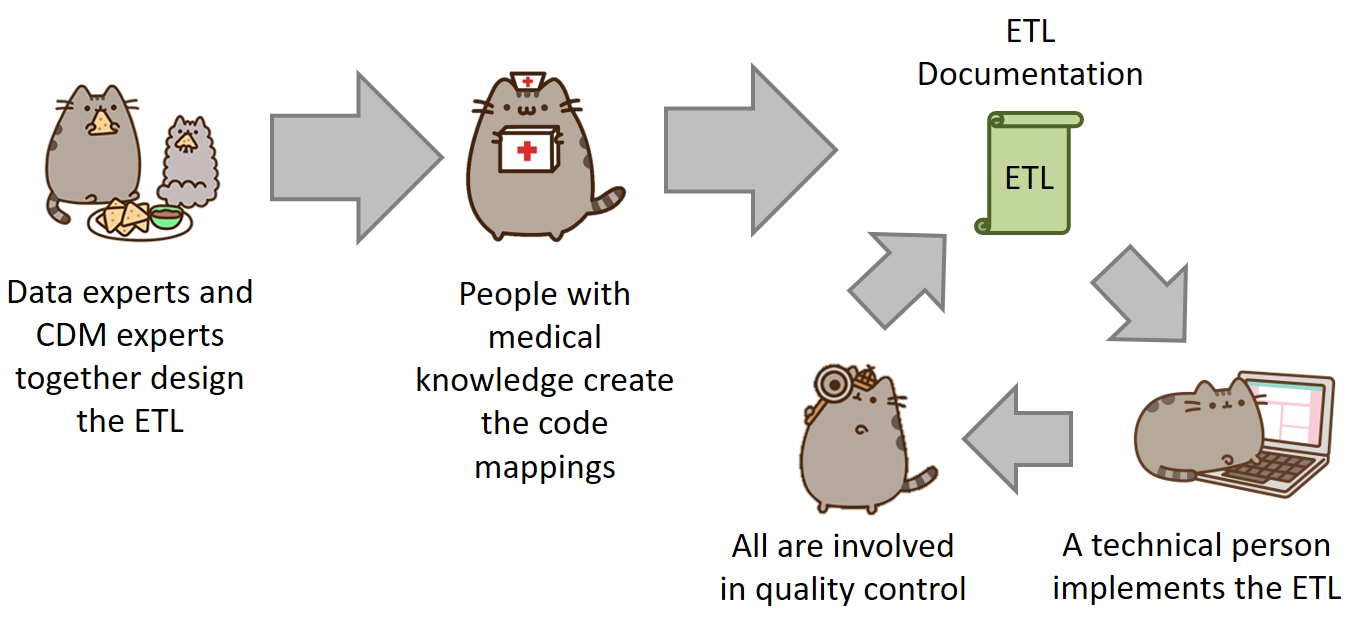 Data experts and
CDM experts
together design
the ETL
People with
medical
knowledge create
the code
mappings
ETL
Documentation
ETL
A technical person
implements the ETL
All are involved
in quality control